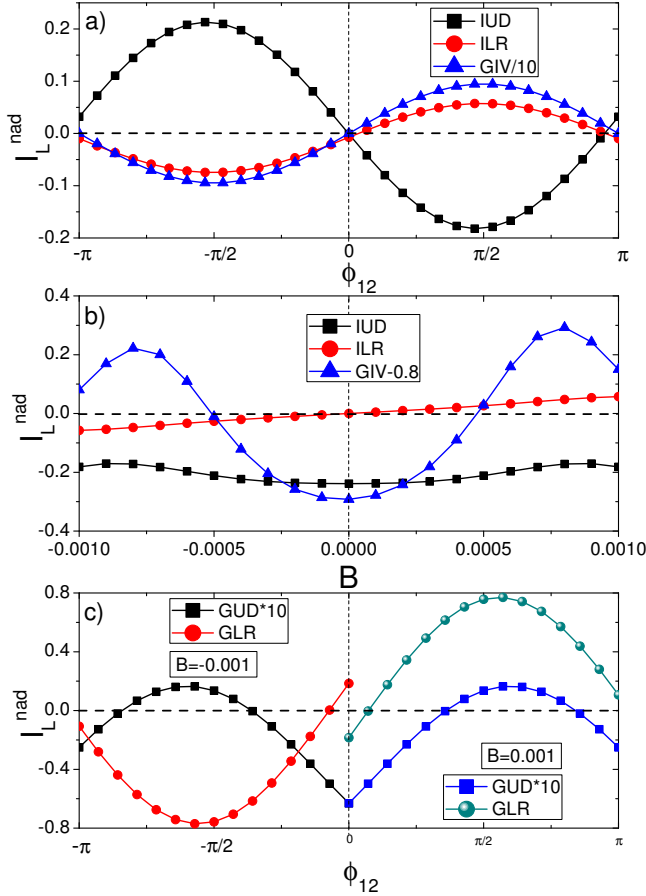 a)
IUD
ILR
GIV/10
I_L^nad
0.2
0.1
0.0
-0.1
-0.2
-π
-π/2
0
π/2
π
ϕ_12
b)
IUD
ILR
GIV-0.8
I_L^nad
0.4
0.2
0.0
-0.2
-0.4
-0.0010
-0.0005
0.0000
0.0005
0.0010
B
c)
GUD*10
GLR
B=-0.001
I_L^nad
0.8
0.4
0.0
-0.4
-0.8
B=0.001
GUD*10
GLR
-π
-π/2
0
π/2
π
ϕ_12